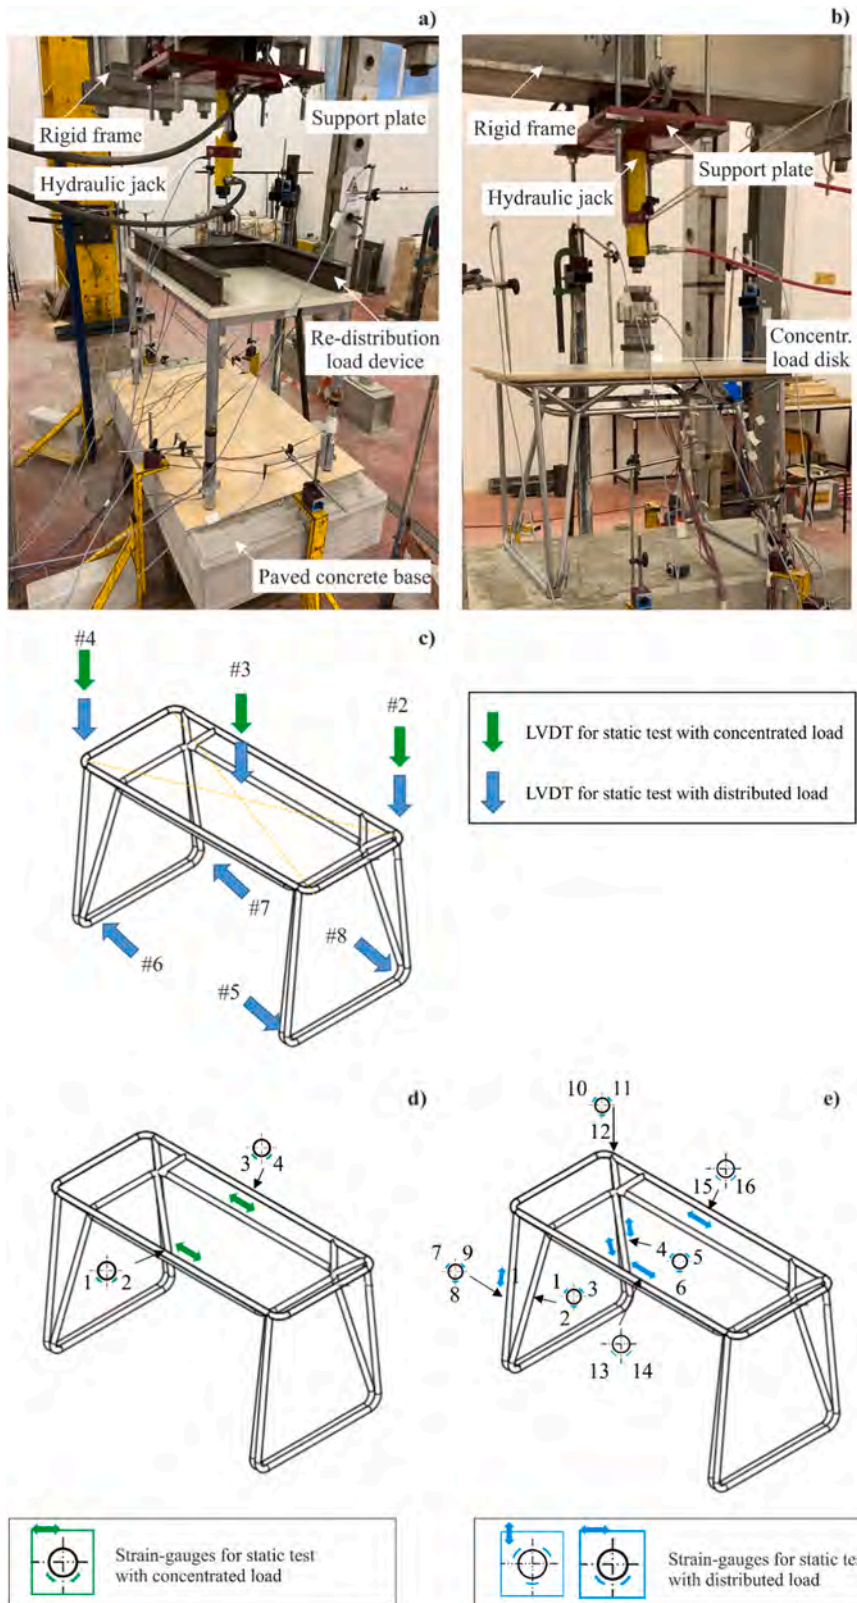 a)
Rigid frame
Support plate
Hydraulic jack
Re-distribution
load device
Paved concrete base
b)
Rigid frame
Support plate
Hydraulic jack
Concentr.
load disk
c)
#4
#3
#2
#7
#8
#6
#5
LVDT for static test with concentrated load
LVDT for static test with distributed load
d)
3 4
1 2
e)
10 11
12
15 16
4 5
6
7 9
8
1
1 3
2
13 14
Strain-gauges for static test
with concentrated load
Strain-gauges for static te
with distributed load